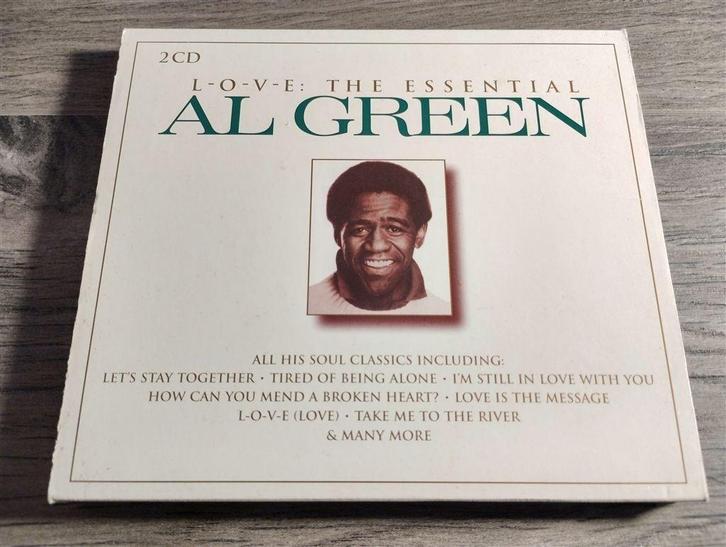 2CD
L-O-V-E: THE ESSENTIAL
AL GREEN
ALL HIS SOUL CLASSICS INCLUDING:
LET'S STAY TOGETHER · TIRED OF BEING ALONE · I'M STILL IN LOVE WITH YOU
HOW CAN YOU MEND A BROKEN HEART? · LOVE IS THE MESSAGE
L-O-V-E (LOVE) · TAKE ME TO THE RIVER
& MANY MORE